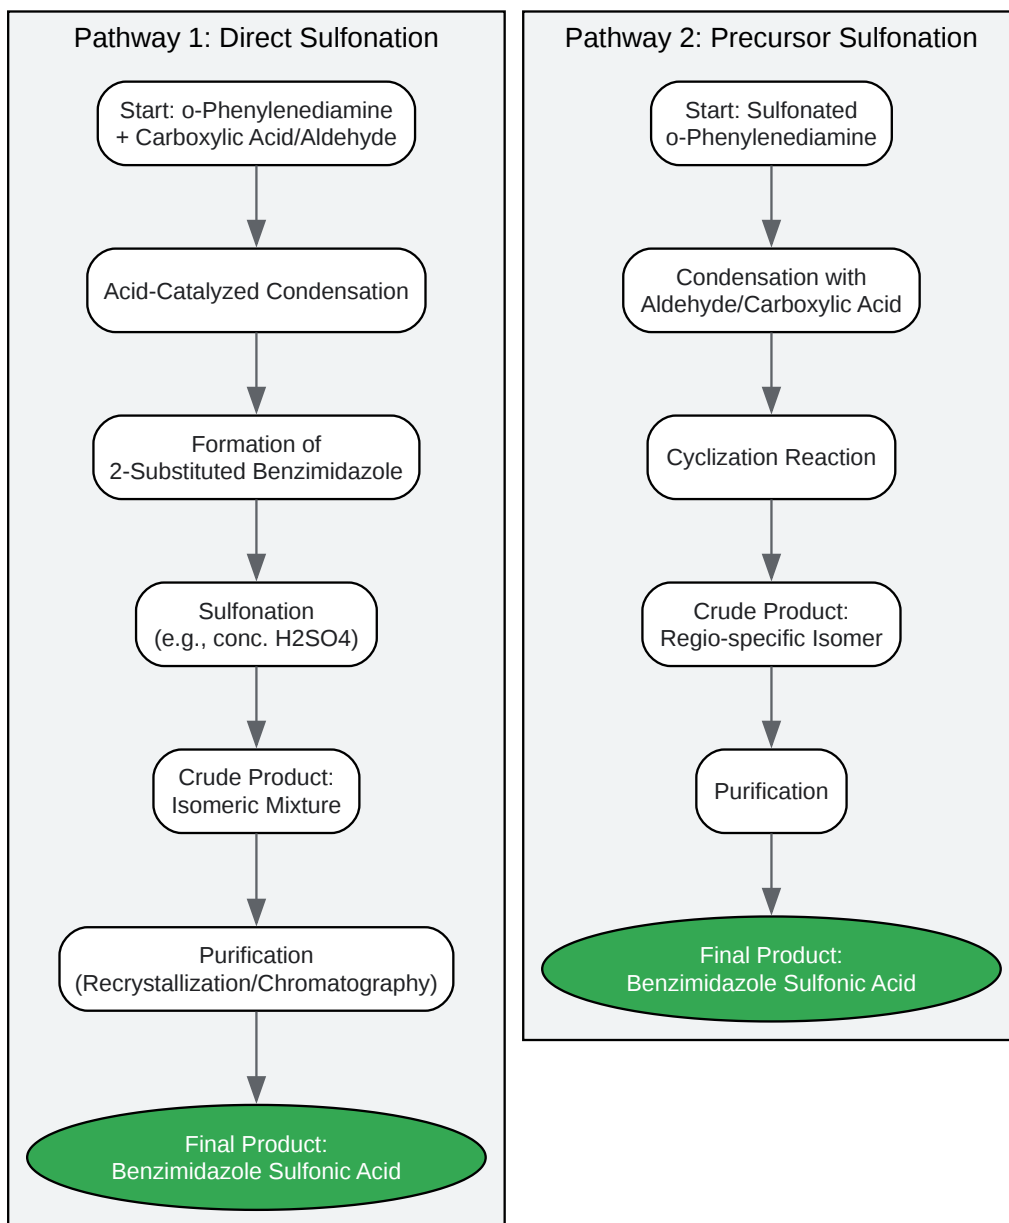 Pathway 1: Direct Sulfonation
Start: o-Phenylenediamine
+ Carboxylic Acid/Aldehyde
Acid-Catalyzed Condensation
Formation of
2-Substituted Benzimidazole
Sulfonation
(e.g., conc. H2SO4)
Crude Product:
Isomeric Mixture
Purification
(Recrystallization/Chromatography)
Final Product:
Benzimidazole Sulfonic Acid
Pathway 2: Precursor Sulfonation
Start: Sulfonated
o-Phenylenediamine
Condensation with
Aldehyde/Carboxylic Acid
Cyclization Reaction
Crude Product:
Regio-specific Isomer
Purification
Final Product:
Benzimidazole Sulfonic Acid